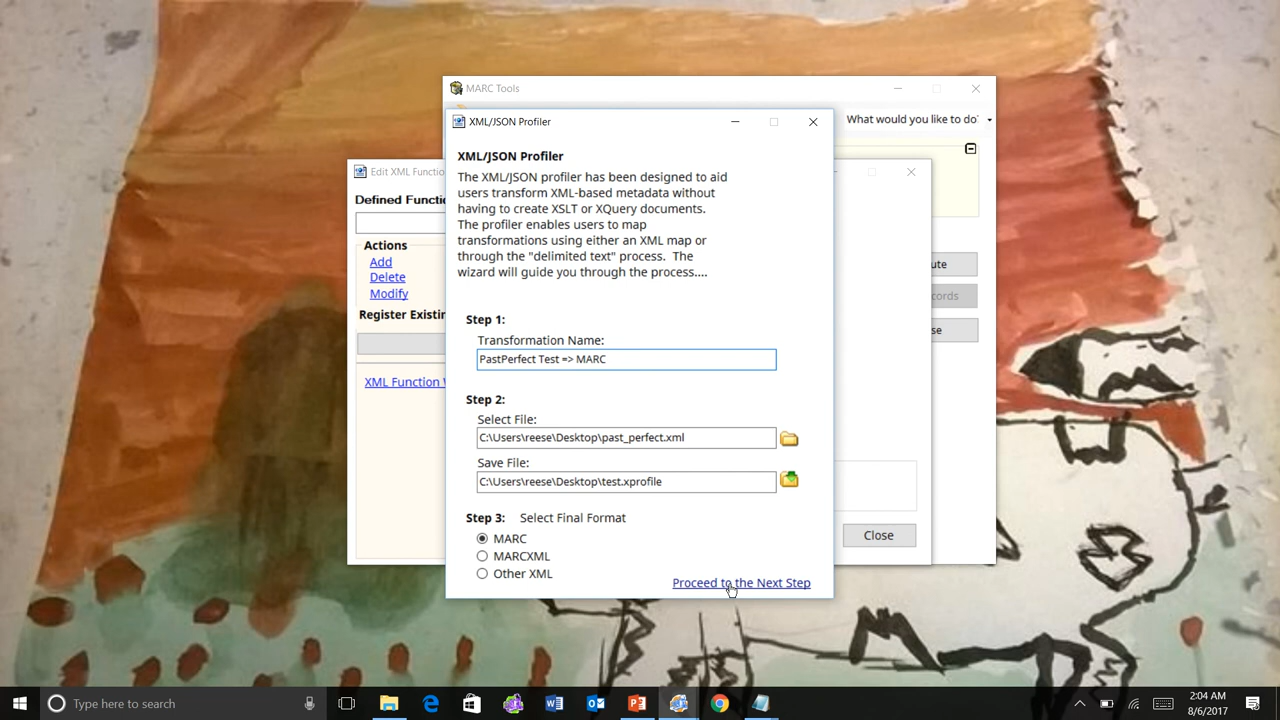 MARC Tools
XML/JSON Profiler
What would you like to do
XML/JSON Profiler
The XML/JSON profiler has been designed to aid
users transform XML-based metadata without
having to create XSLT or XQuery documents.
The profiler enables users to map
transformations using either an XML map or
through the "delimited text" process. The
wizard will guide you through the process....
Edit XML Functio
Defined Functio
Actions
Add
Delete
Modify
Register Existin
XML Function W
Step 1:
Transformation Name:
PastPerfect Test => MARC
Step 2:
Select File:
C:\Users\reese\Desktop\past_perfect.xml
Save File:
C:\Users\reese\Desktop\test.xprofile
Step 3: Select Final Format
MARC
MARCXML
Other XML
Proceed to the Next Step
ute
cords
se
Close
Type here to search
2:04 AM
8/6/2017